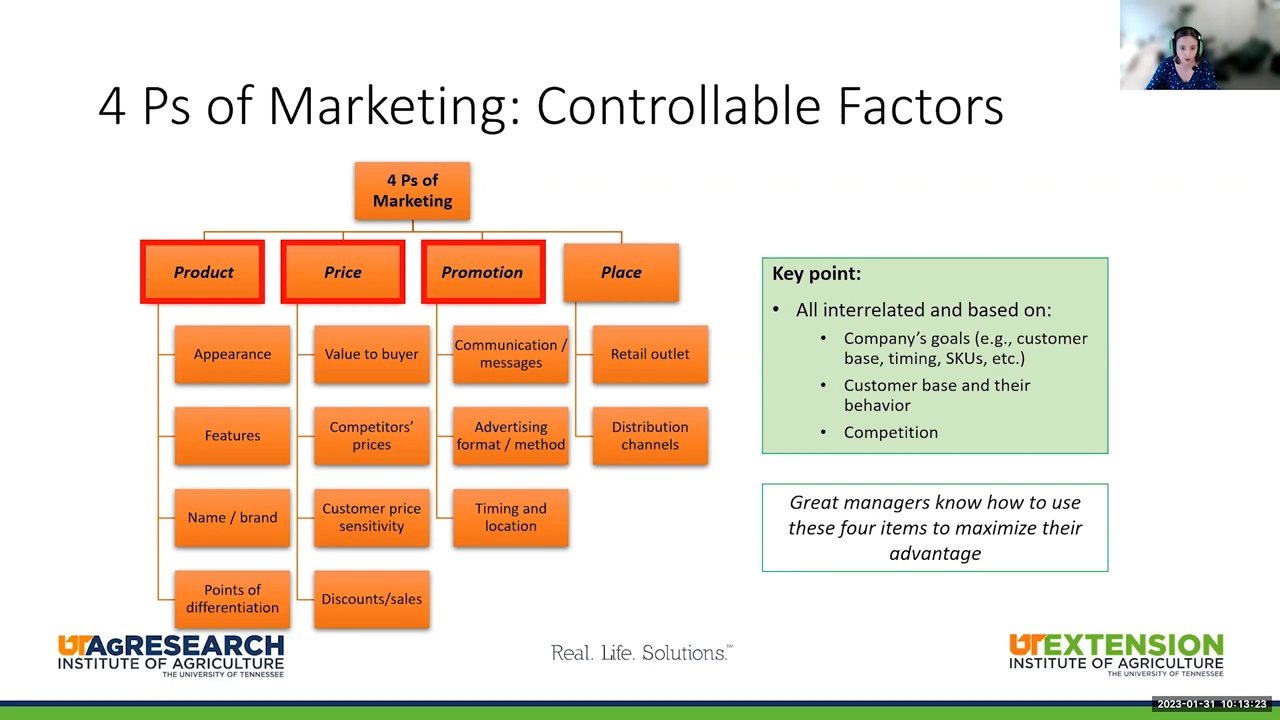 4 Ps of Marketing: Controllable Factors
4 Ps of
Marketing
Product
Price
Promotion
Place
Appearance
Features
Name / brand
Points of
differentiation
Value to buyer
Competitors’
prices
Customer price
sensitivity
Discounts/sales
Communication /
messages
Advertising
format / method
Timing and
location
Retail outlet
Distribution
channels
Key point:
• All interrelated and based on:
• Company’s goals (e.g., customer
base, timing, SKUs, etc.)
• Customer base and their
behavior
• Competition
Great managers know how to use
these four items to maximize their
advantage
UTAGRESEARCH
INSTITUTE OF AGRICULTURE
THE UNIVERSITY OF TENNESSEE
Real. Life. Solutions.™
UTEXTENSION
INSTITUTE OF AGRICULTURE
THE UNIVERSITY OF TENNESSEE
2023-01-31 10:13:23